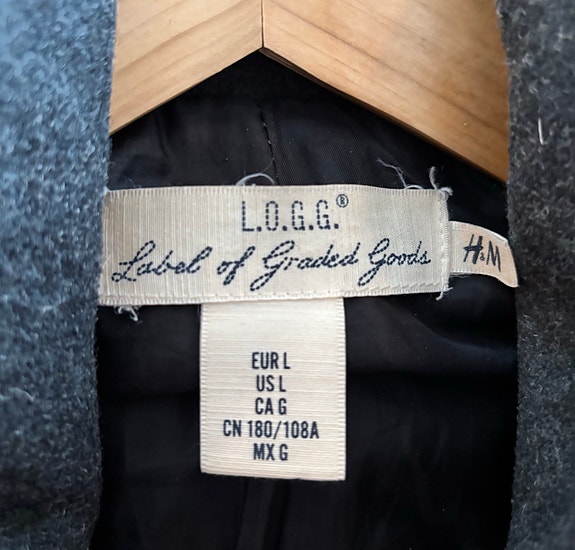 L.O.G.G.®
Label of Graded Goods
H&M
EUR L
US L
CA G
CN 180/108A
MX G